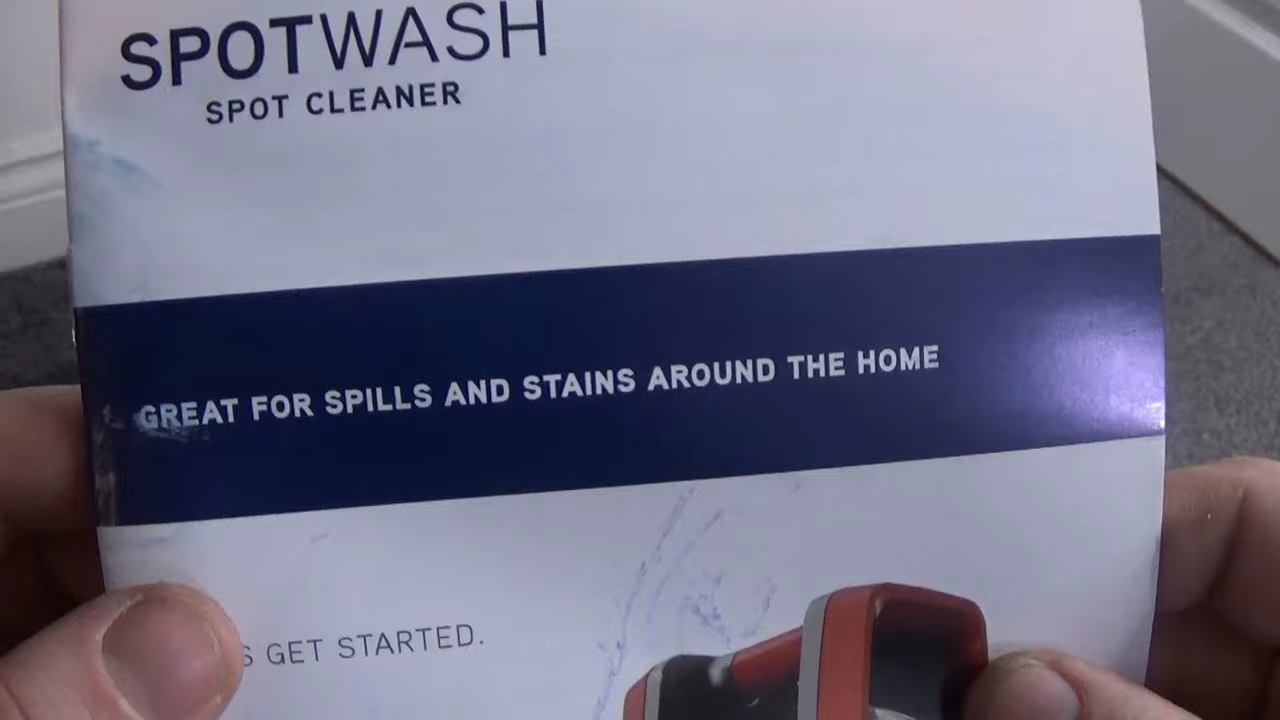 SPOTWASH
SPOT CLEANER
GREAT FOR SPILLS AND STAINS AROUND THE HOME
GET STARTED.